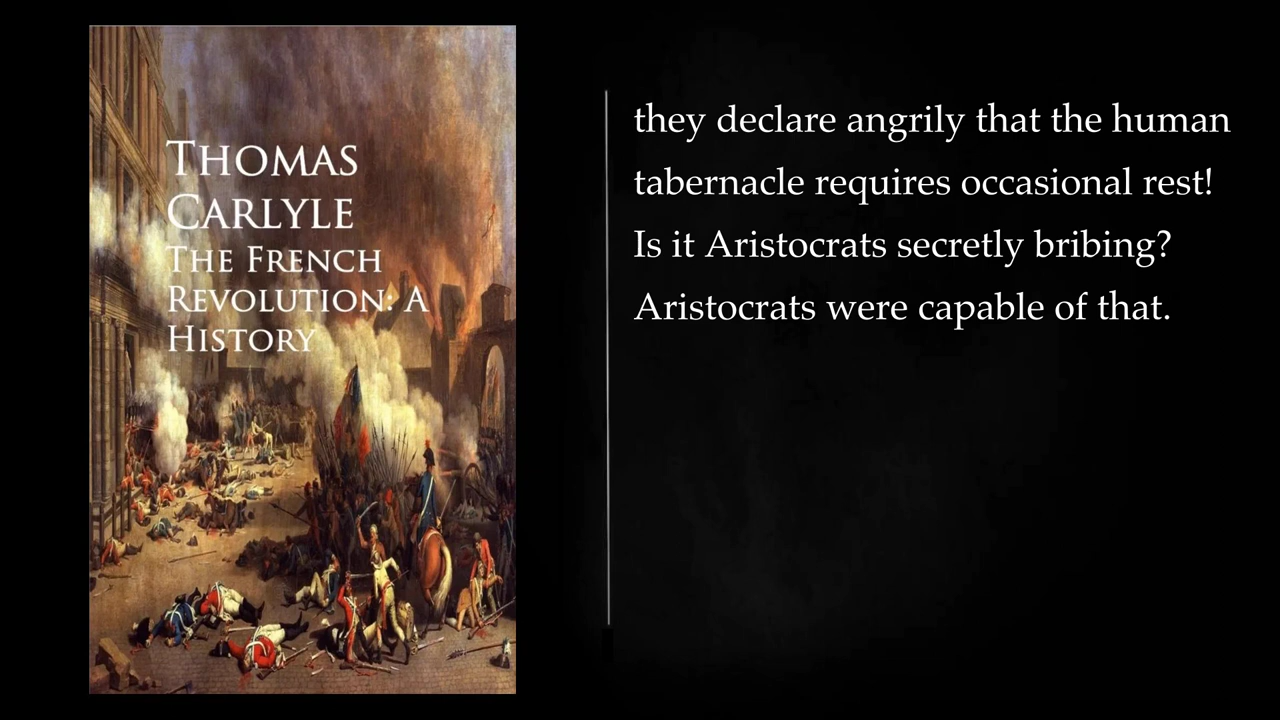 THOMAS
CARLYLE
THE FRENCH
REVOLUTION: A
HISTORY
they declare angrily that the human
tabernacle requires occasional rest!
Is it Aristocrats secretly bribing?
Aristocrats were capable of that.